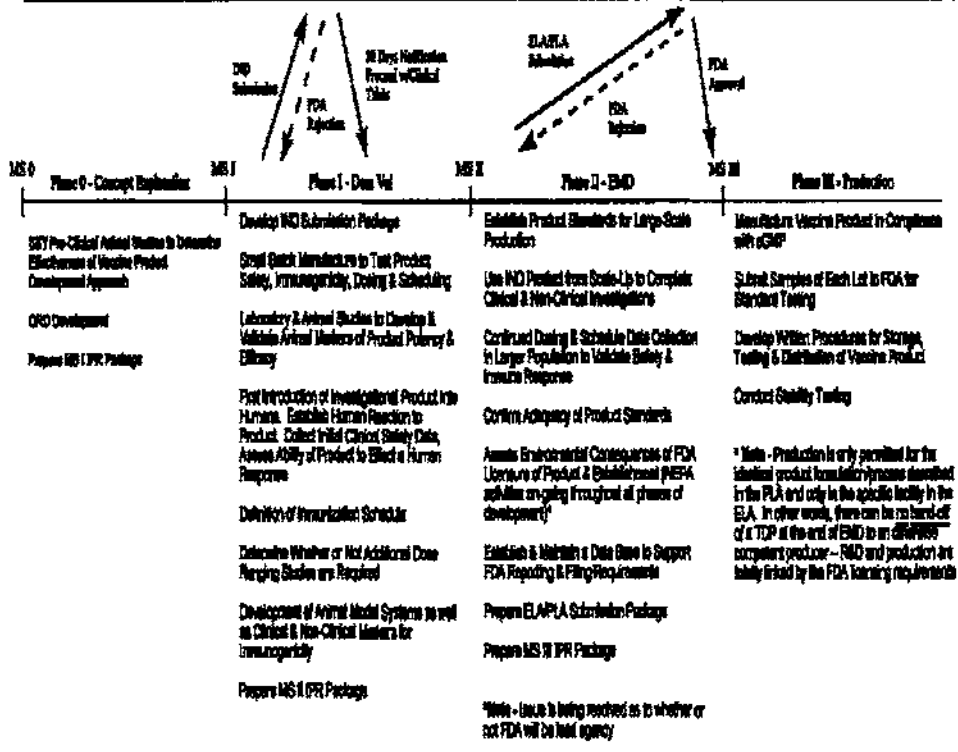 IND
Submission
FDA
Rejection
30 Days Notification
Proceed w/Clinical
Trials
ELA/PLA
Submission
FDA
Rejection
FDA
Approval
MS 0
Phase 0 - Concept Exploration
MS I
Phase I - Dem Val
MS II
Phase II - EMD
MS III
Phase III - Production
Pre-Clinical Animal Studies to Determine
Effectiveness of Vaccine Product
Development Approach
ORD Development
Prepare MS I IPR Package
Develop IND Submission Package
Small Batch Manufacture to Test Product
Safety, Immunogenicity, Dosing & Scheduling
Laboratory & Animal Studies to Develop &
Validate Animal Markers of Product Potency &
Efficacy
First Introduction of Investigational Product Into
Humans. Establish Human Reaction to
Product. Collect Initial Clinical Safety Data,
Assess Ability of Product to Effect a Human
Response
Definition of Immunization Schedule
Determine Whether or Not Additional Dose
Ranging Studies are Required
Development of Animal Model Systems as well
as Clinical & Non-Clinical Markers for
Immunogenicity
Prepare MS II IPR Package
Establish Product Standards for Large-Scale
Production
Use IND Product from Scale-Up to Complete
Clinical & Non-Clinical Investigations
Continued Dosing & Schedule Data Collection
in Larger Population to Validate Safety &
Immune Response
Confirm Adequacy of Product Standards
Assess Environmental Consequences of FDA
Licensure of Product & Establishment (NEPA
activities on-going throughout all phases of
development)*
Establish & Maintain a Data Base to Support
FDA Reporting & Filing Requirements
Prepare ELA/PLA Submission Package
Prepare MS III IPR Package
*Note - Issue is being resolved as to whether or
not FDA will be lead agency
Manufacture Vaccine Product in Compliance
with cGMP
Submit Samples of Each Lot to FDA for
Standard Testing
Develop Written Procedures for Storage,
Testing & Distribution of Vaccine Product
Conduct Stability Testing
* Note - Production is only permitted for the
identical product formulation/process described
in the PLA and only in the specific facility in the
ELA. In other words, there can be no hand-off
of a TDP at the end of EMD to an otherwise
competent producer -- R&D and production are
totally linked by the FDA licensing requirements